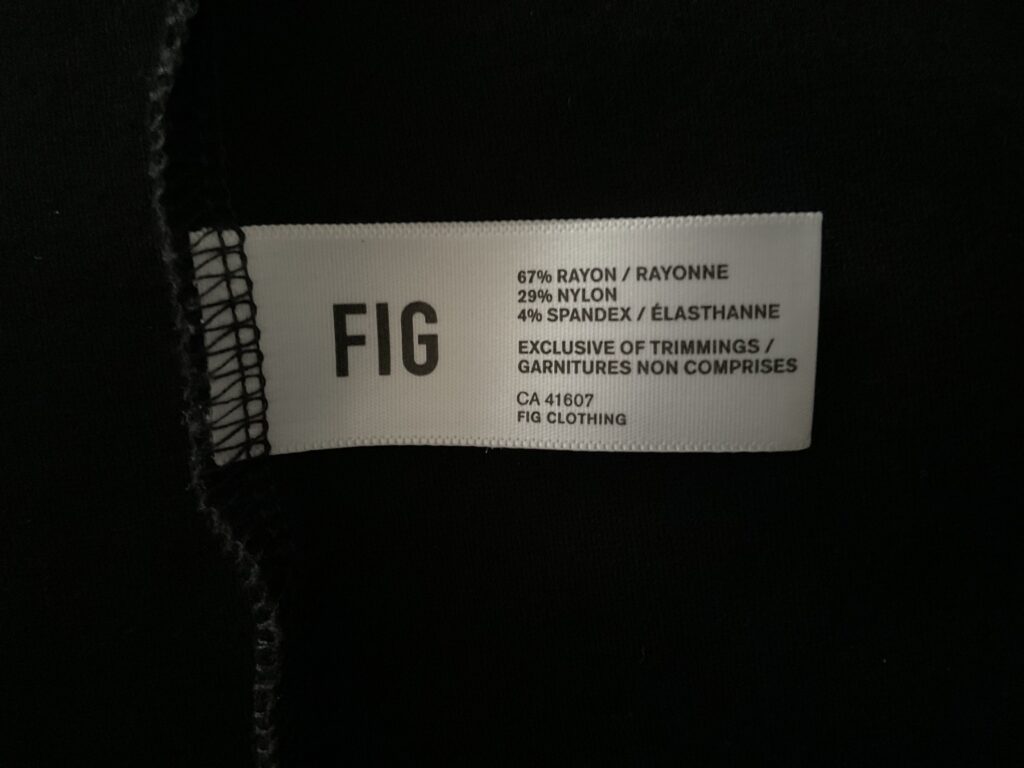 FIG
67% RAYON / RAYONNE
29% NYLON
4% SPANDEX / ÉLASTHANNE
EXCLUSIVE OF TRIMMINGS /
GARNITURES NON COMPRISES
CA 41607
FIG CLOTHING